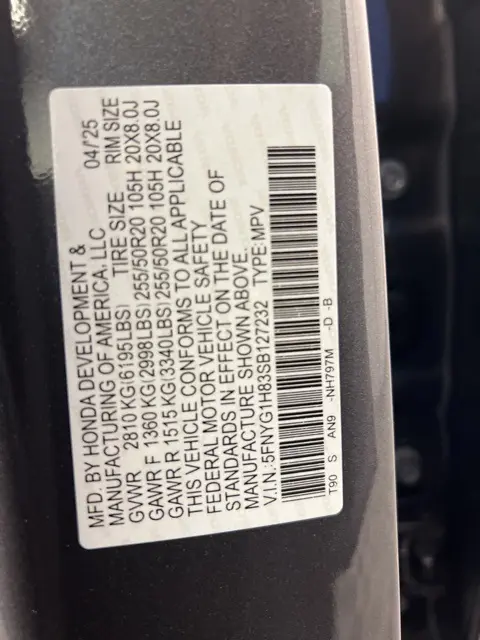 MFD. BY HONDA DEVELOPMENT &
MANUFACTURING OF AMERICA, LLC 04/'25
GVWR 2810 KG(6195LBS) TIRE SIZE RIM SIZE
GAWR F 1360 KG(2998LBS) 255/50R20 105H 20X8.0J
GAWR R 1515 KG(3340LBS) 255/50R20 105H 20X8.0J
THIS VEHICLE CONFORMS TO ALL APPLICABLE
FEDERAL MOTOR VEHICLE SAFETY
STANDARDS IN EFFECT ON THE DATE OF
MANUFACTURE SHOWN ABOVE.
V.I.N.:5FNYG1H83SB127232 TYPE:MPV
T90 S AN9 -NH797M -D -B